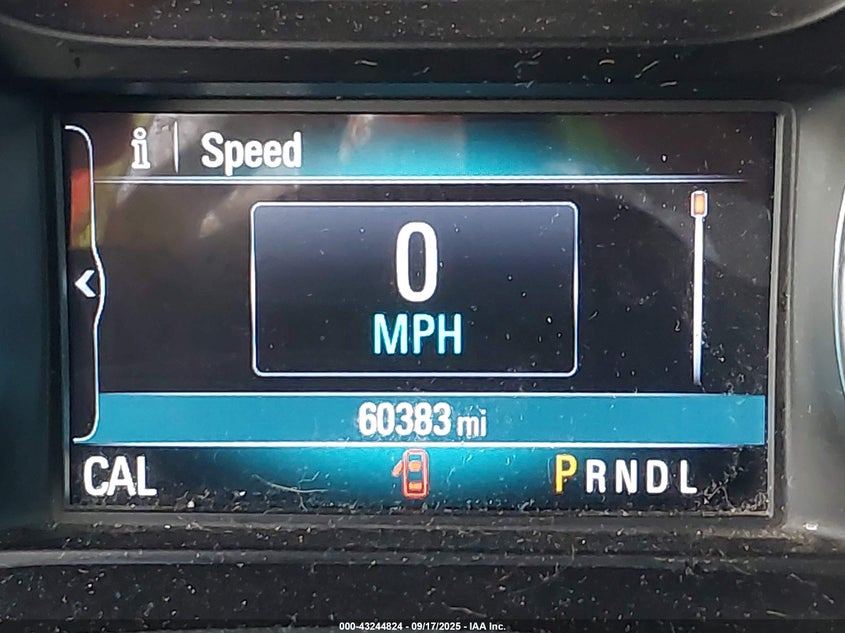 i | Speed
0
MPH
60383 mi
CAL PRNDL
000-43244824 - 09/17/2025 - IAA Inc.